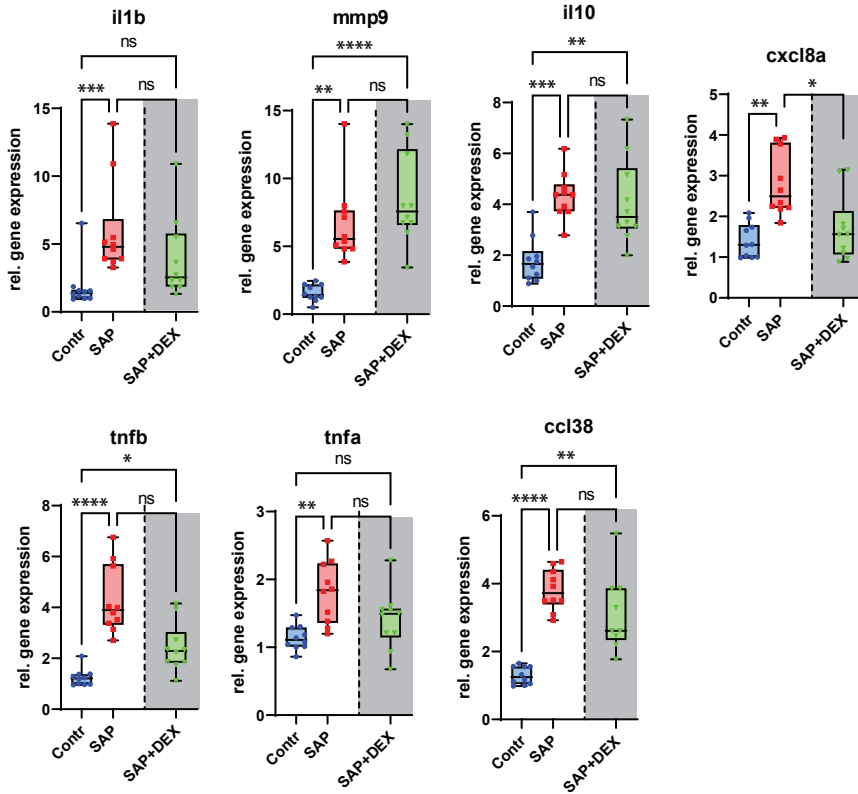 il1b
ns
***
ns
rel. gene expression
15
10
5
0
Contr
SAP
SAP+DEX
mmp9
****
**
ns
rel. gene expression
15
10
5
0
Contr
SAP
SAP+DEX
il10
**
***
ns
rel. gene expression
8
6
4
2
0
Contr
SAP
SAP+DEX
cxcl8a
**
*
rel. gene expression
5
4
3
2
1
0
Contr
SAP
SAP+DEX
tnfb
*
****
ns
rel. gene expression
8
6
4
2
0
Contr
SAP
SAP+DEX
tnfa
ns
**
ns
rel. gene expression
3
2
1
0
Contr
SAP
SAP+DEX
ccl38
**
****
ns
rel. gene expression
6
4
2
0
Contr
SAP
SAP+DEX